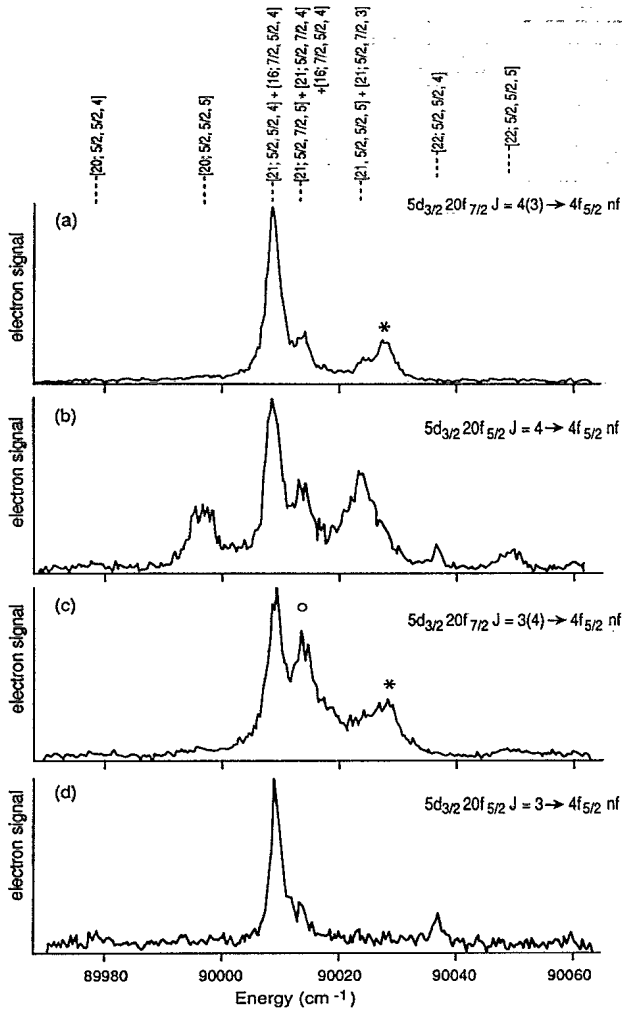 ----[20; 5/2, 5/2, 4]
----[20; 5/2, 5/2, 5]
--[21; 5/2, 5/2, 4] + [16; 7/2, 5/2, 4]
---[21; 5/2, 7/2, 5] + [21; 5/2, 7/2, 4]
+[16; 7/2, 5/2, 4]
---[21, 5/2, 5/2, 5] + [21; 5/2, 7/2, 3]
----[22; 5/2, 5/2, 4]
----[22; 5/2, 5/2, 5]
(a)
5d3/2 20f7/2 J = 4(3) → 4f5/2 nf
*
electron signal
(b)
5d3/2 20f5/2 J = 4 → 4f5/2 nf
electron signal
(c)
o
5d3/2 20f7/2 J = 3(4) → 4f5/2 nf
*
electron signal
(d)
5d3/2 20f5/2 J = 3 → 4f5/2 nf
electron signal
89980 90000 90020 90040 90060
Energy (cm-1)